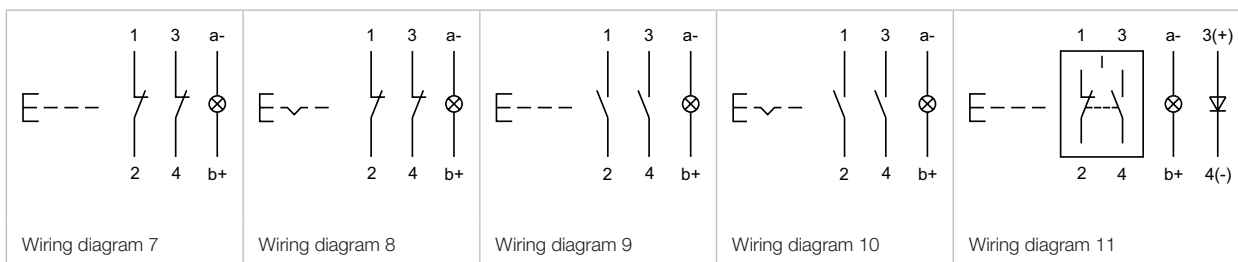 1 3 a-
2 4 b+
Wiring diagram 7
1 3 a-
2 4 b+
Wiring diagram 8
1 3 a-
2 4 b+
Wiring diagram 9
1 3 a-
2 4 b+
Wiring diagram 10
1 3 a- 3(+)
2 4 b+ 4(-)
Wiring diagram 11